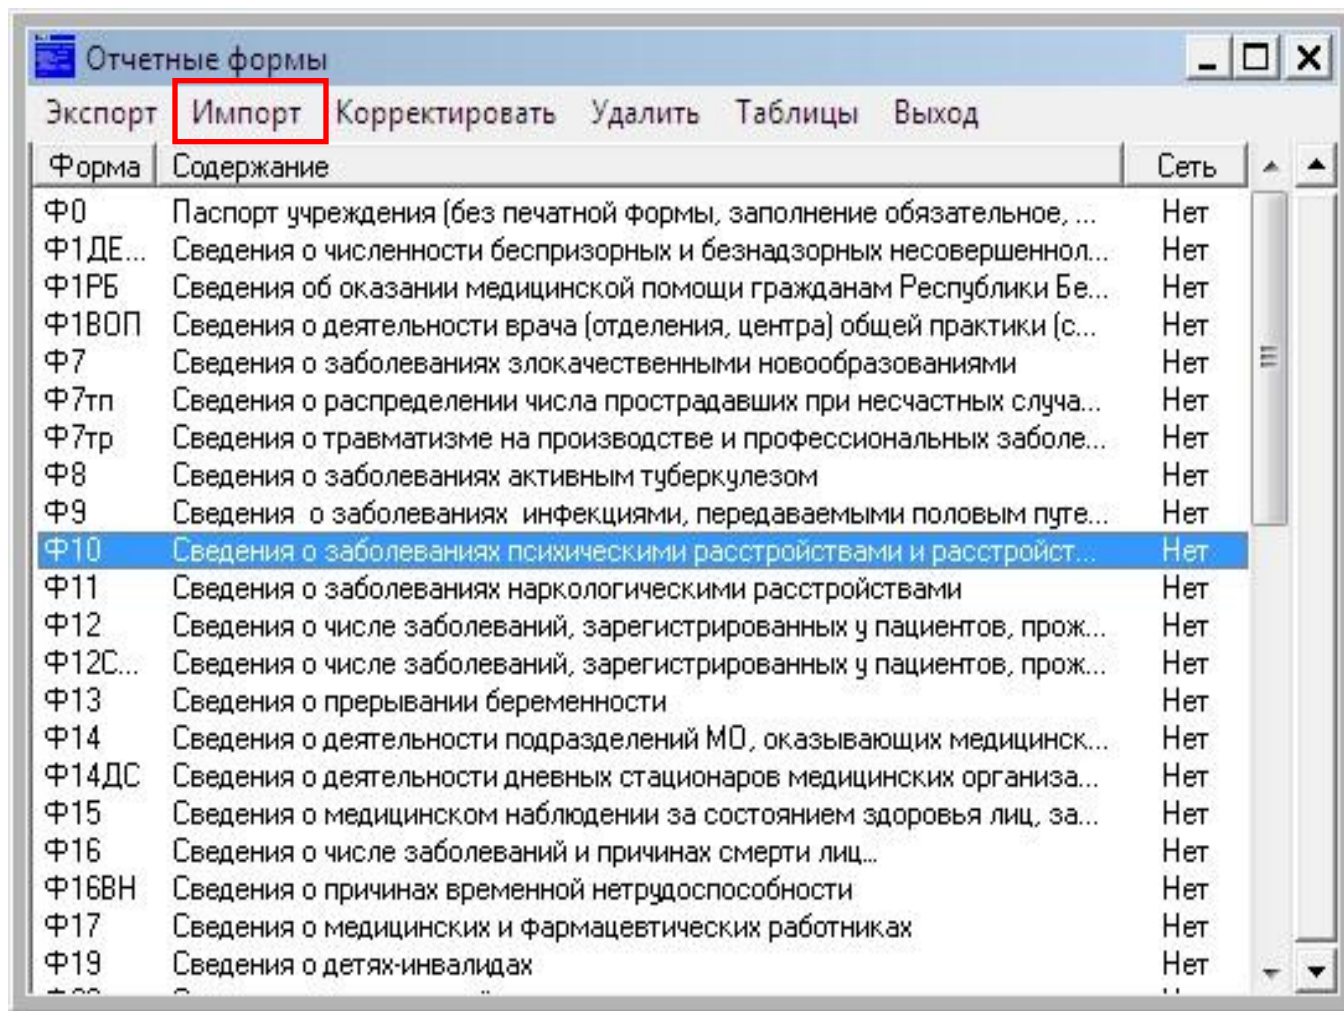 Отчетные формы
Экспорт Импорт Корректировать Удалить Таблицы Выход
Форма Содержание Сеть
Ф0 Паспорт учреждения (без печатной формы, заполнение обязательное, ... Нет
Ф1ДЕ... Сведения о численности беспризорных и безнадзорных несовершеннол... Нет
Ф1РБ Сведения об оказании медицинской помощи гражданам Республики Бе... Нет
Ф1ВОП Сведения о деятельности врача (отделения, центра) общей практики (с... Нет
Ф7 Сведения о заболеваниях злокачественными новообразованиями Нет
Ф7тп Сведения о распределении числа прострадавших при несчастных случа... Нет
Ф7тр Сведения о травматизме на производстве и профессиональных заболе... Нет
Ф8 Сведения о заболеваниях активным туберкулезом Нет
Ф9 Сведения о заболеваниях инфекциями, передаваемыми половым путе... Нет
Ф10 Сведения о заболеваниях психическими расстройствами и расстройст... Нет
Ф11 Сведения о заболеваниях наркологическими расстройствами Нет
Ф12 Сведения о числе заболеваний, зарегистрированных у пациентов, прож... Нет
Ф12С... Сведения о числе заболеваний, зарегистрированных у пациентов, прож... Нет
Ф13 Сведения о прерывании беременности Нет
Ф14 Сведения о деятельности подразделений МО, оказывающих медицинск... Нет
Ф14ДС Сведения о деятельности дневных стационаров медицинских организа... Нет
Ф15 Сведения о медицинском наблюдении за состоянием здоровья лиц, за... Нет
Ф16 Сведения о числе заболеваний и причинах смерти лиц... Нет
Ф16ВН Сведения о причинах временной нетрудоспособности Нет
Ф17 Сведения о медицинских и фармацевтических работниках Нет
Ф19 Сведения о детях-инвалидах Нет